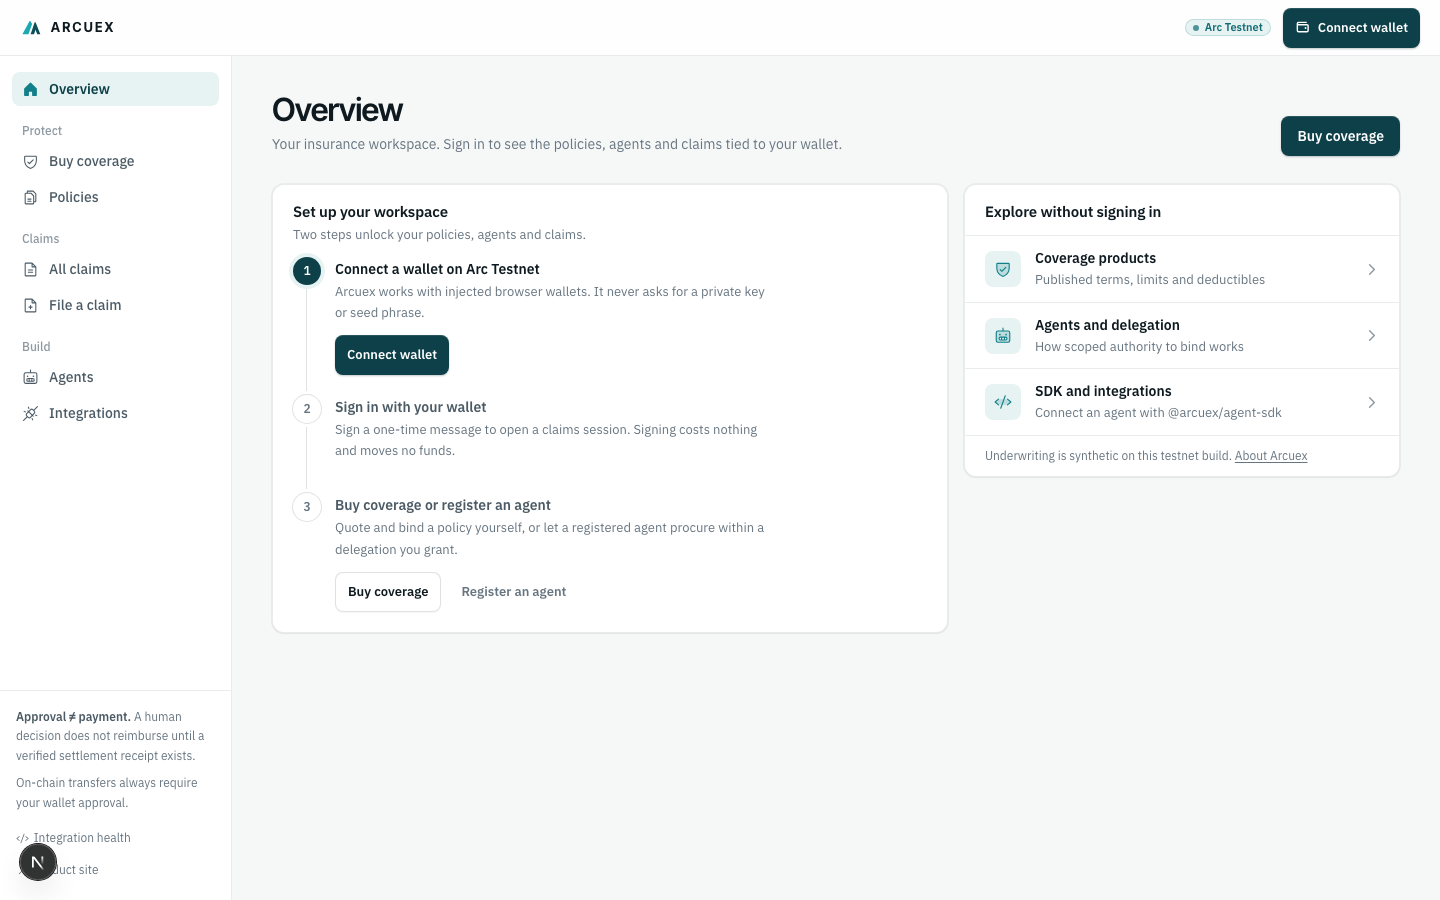 ARCUEX
Arc Testnet
Connect wallet
Overview
Protect
Buy coverage
Policies
Claims
All claims
File a claim
Build
Agents
Integrations
Approval ≠ payment. A human
decision does not reimburse until a
verified settlement receipt exists.
On-chain transfers always require
your wallet approval.
</> Integration health
duct site
N
Overview
Your insurance workspace. Sign in to see the policies, agents and claims tied to your wallet.
Buy coverage
Set up your workspace
Two steps unlock your policies, agents and claims.
1
Connect a wallet on Arc Testnet
Arcuex works with injected browser wallets. It never asks for a private key
or seed phrase.
Connect wallet
2
Sign in with your wallet
Sign a one-time message to open a claims session. Signing costs nothing
and moves no funds.
3
Buy coverage or register an agent
Quote and bind a policy yourself, or let a registered agent procure within a
delegation you grant.
Buy coverage
Register an agent
Explore without signing in
Coverage products
Published terms, limits and deductibles
Agents and delegation
How scoped authority to bind works
</>
SDK and integrations
Connect an agent with @arcuex/agent-sdk
Underwriting is synthetic on this testnet build. About Arcuex